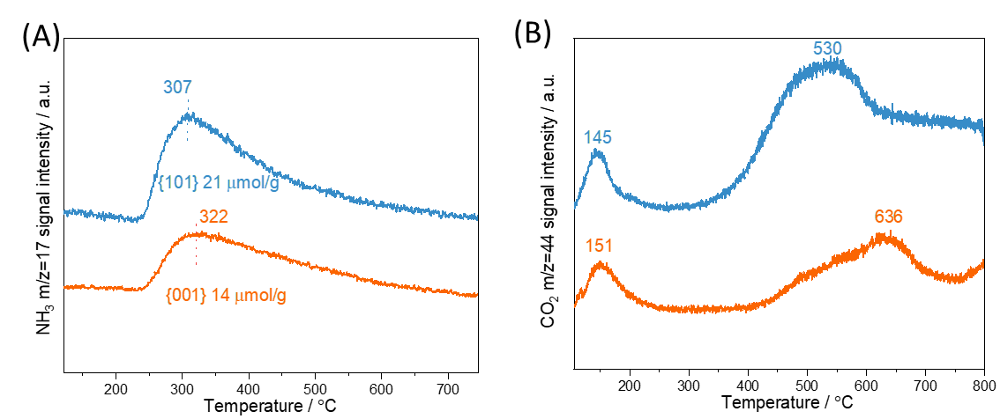 (A)
NH3 m/z=17 signal intensity / a.u.
307
{101} 21 μmol/g
322
{001} 14 μmol/g
200 300 400 500 600 700
Temperature / °C
(B)
CO2 m/z=44 signal intensity / a.u.
530
145
636
151
200 300 400 500 600 700 800
Temperature / °C